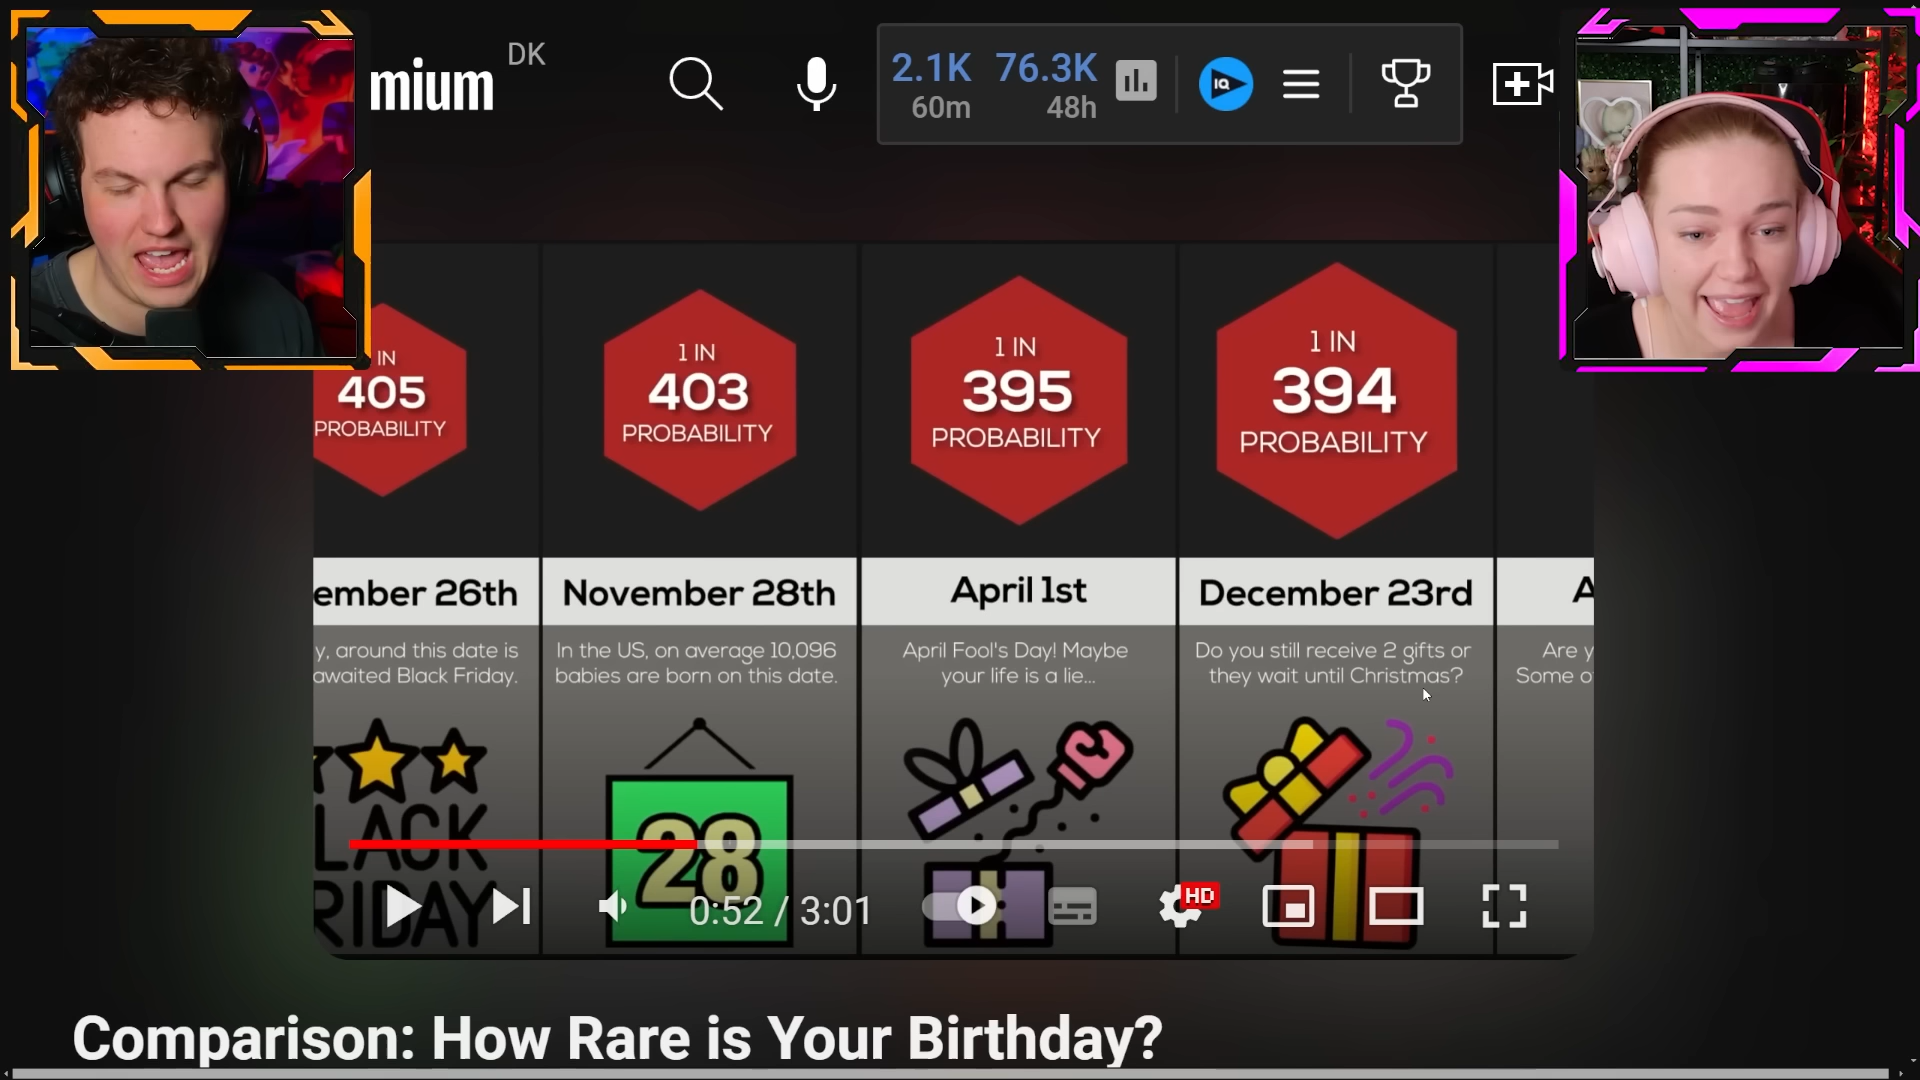 mium DK
2.1K 76.3K
60m 48h
IQ
IN
405
PROBABILITY
1 IN
403
PROBABILITY
1 IN
395
PROBABILITY
1 IN
394
PROBABILITY
ember 26th
November 28th
April 1st
December 23rd
A
y, around this date is
awaited Black Friday.
In the US, on average 10,096
babies are born on this date.
April Fool's Day! Maybe
your life is a lie...
Do you still receive 2 gifts or
they wait until Christmas?
Are y
Some o
LACK
RIDAY
28
0:52 / 3:01
HD
Comparison: How Rare is Your Birthday?